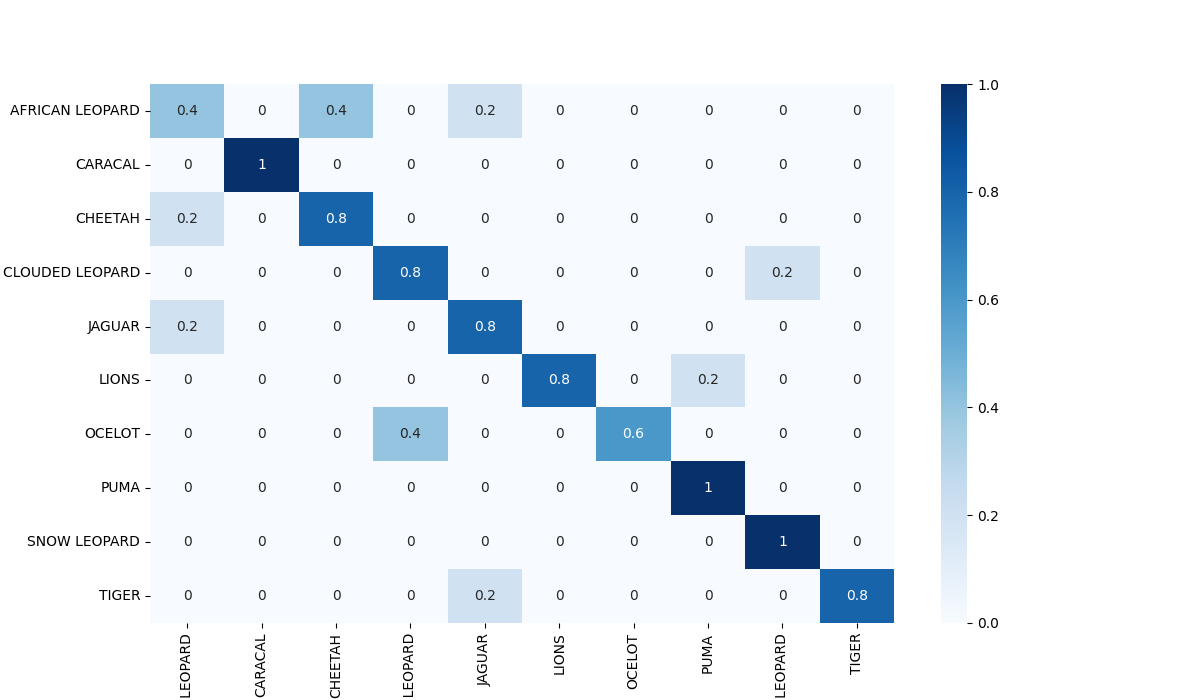 1.0
AFRICAN LEOPARD 0.4 0 0.4 0 0.2 0 0 0 0 0
CARACAL 0 1 0 0 0 0 0 0 0 0
0.8
CHEETAH 0.2 0 0.8 0 0 0 0 0 0 0
CLOUDED LEOPARD 0 0 0 0.8 0 0 0 0 0.2 0
0.6
JAGUAR 0.2 0 0 0 0.8 0 0 0 0 0
LIONS 0 0 0 0 0 0.8 0 0.2 0 0
0.4
OCELOT 0 0 0 0.4 0 0 0.6 0 0 0
PUMA 0 0 0 0 0 0 0 1 0 0
0.2
SNOW LEOPARD 0 0 0 0 0 0 0 0 1 0
TIGER 0 0 0 0 0.2 0 0 0 0 0.8
0.0
LEOPARD
CARACAL
CHEETAH
LEOPARD
JAGUAR
LIONS
OCELOT
PUMA
LEOPARD
TIGER